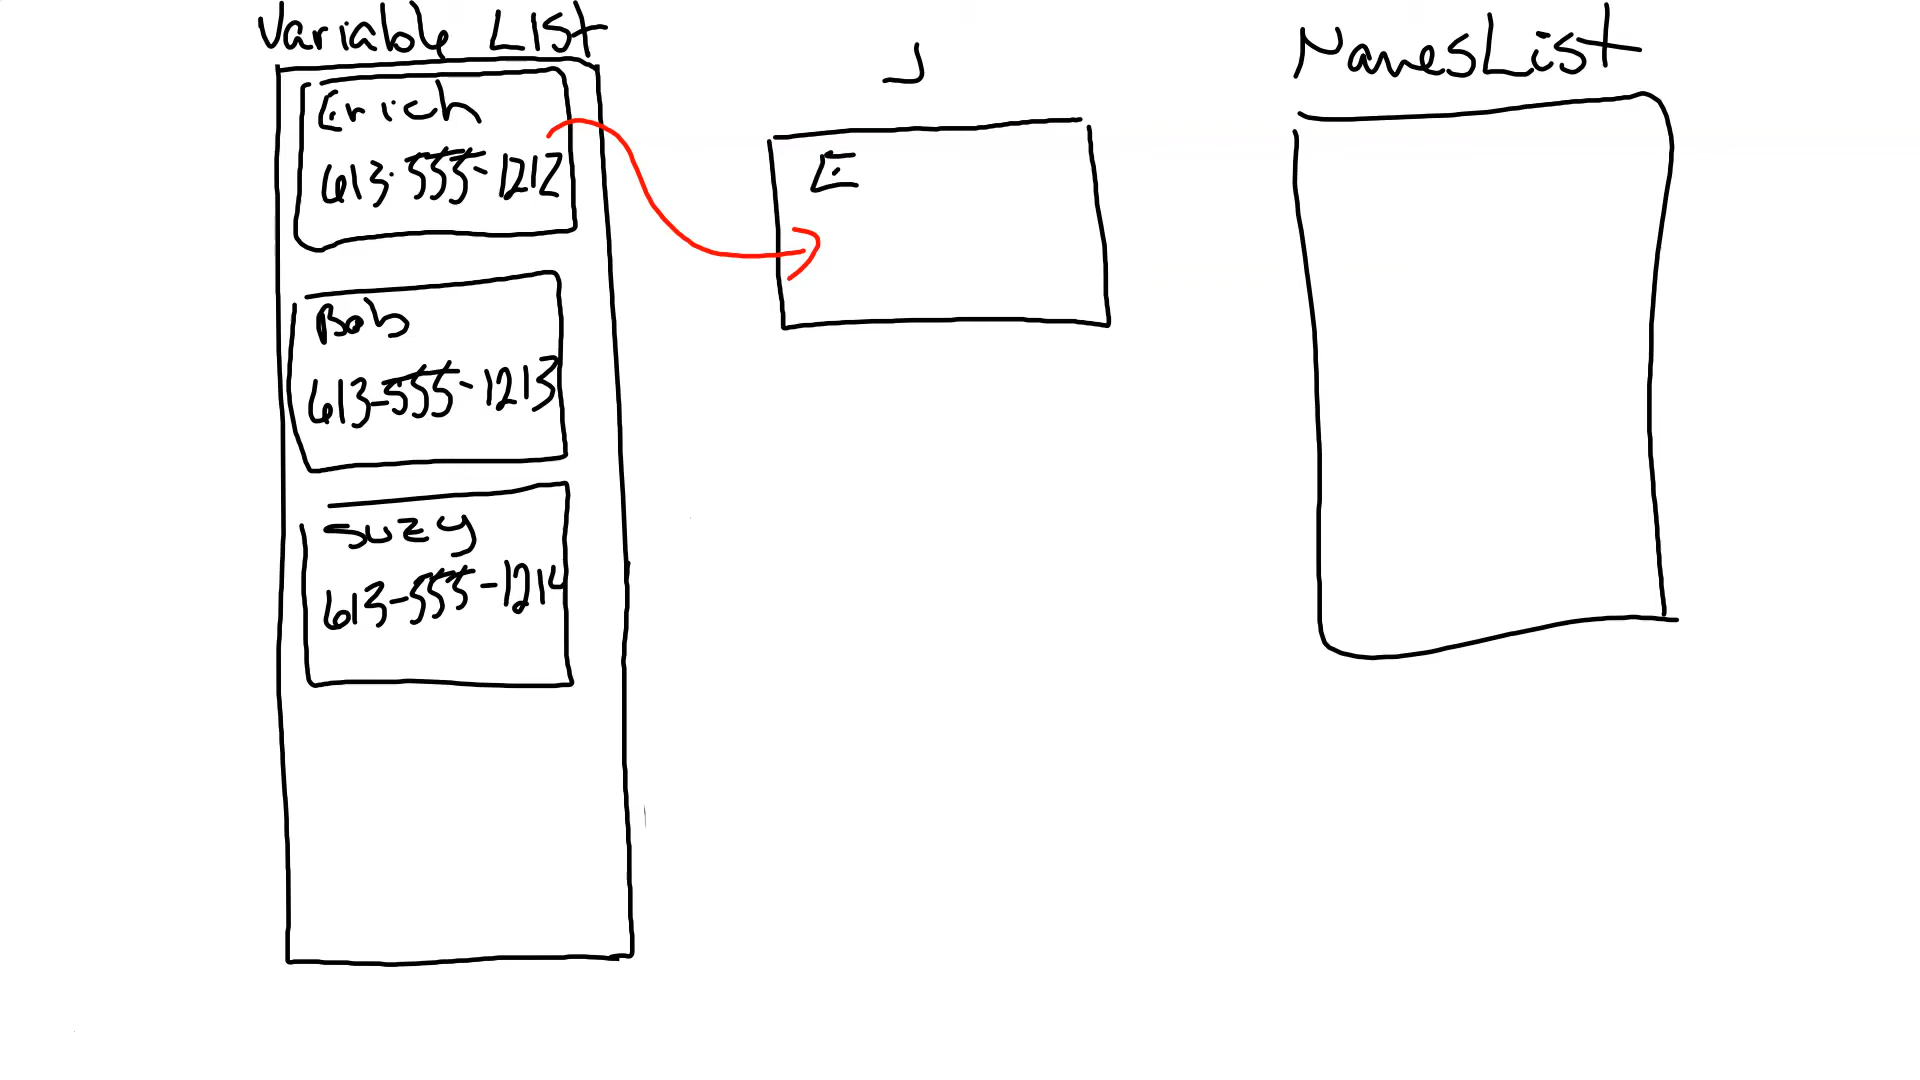 Variable List
Erich
613-555-1212
Bob
613-555-1213
Suzy
613-555-1214
J
E
NamesList